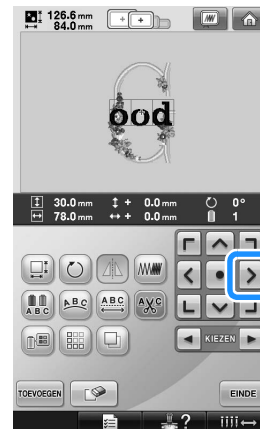 126.6 mm
84.0 mm
ood
30.0 mm + 0.0 mm 0°
78.0 mm + 0.0 mm 1
ABC ABC ABC
KIEZEN
TOEVOEGEN EINDE
?